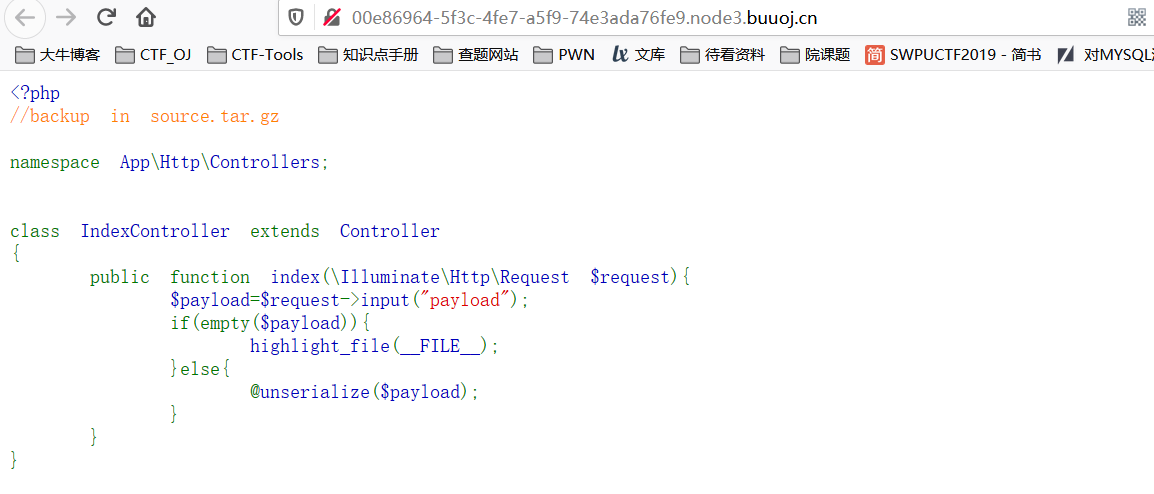 00e86964-5f3c-4fe7-a5f9-74e3ada76fe9.node3.buuoj.cn
大牛博客 CTF_OJ CTF-Tools 知识点手册 查题网站 PWN 文库 待看资料 院课题 简 SWPUCTF2019 - 简书 对MYSQL
<?php
//backup in source.tar.gz
namespace App\Http\Controllers;
class IndexController extends Controller
{
public function index(\Illuminate\Http\Request $request){
$payload=$request->input("payload");
if(empty($payload)){
highlight_file(__FILE__);
}else{
@unserialize($payload);
}
}
}